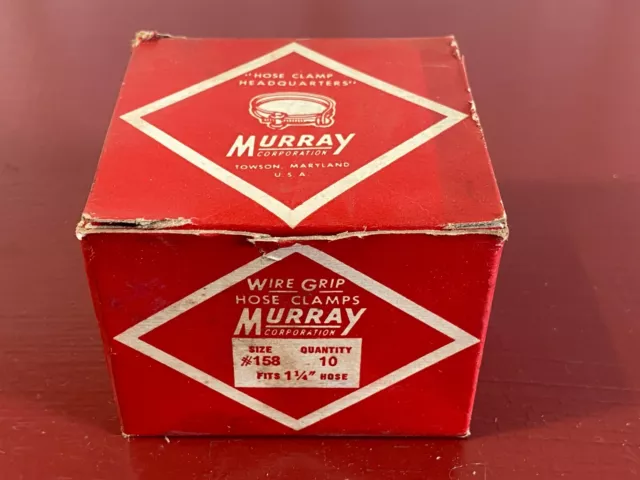 "HOSE CLAMP
HEADQUARTERS"
MURRAY
CORPORATION
TOWSON, MARYLAND
U.S.A.
WIRE GRIP
HOSE CLAMPS
MURRAY
CORPORATION
SIZE QUANTITY
#158 10
FITS 1¼" HOSE